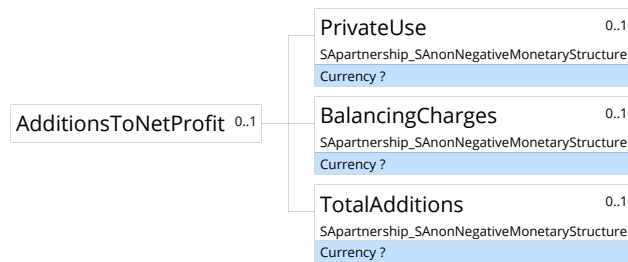 PrivateUse 0..1
SApartnership_SAnonNegativeMonetaryStructure
Currency ?
AdditionsToNetProfit 0..1
BalancingCharges 0..1
SApartnership_SAnonNegativeMonetaryStructure
Currency ?
TotalAdditions 0..1
SApartnership_SAnonNegativeMonetaryStructure
Currency ?